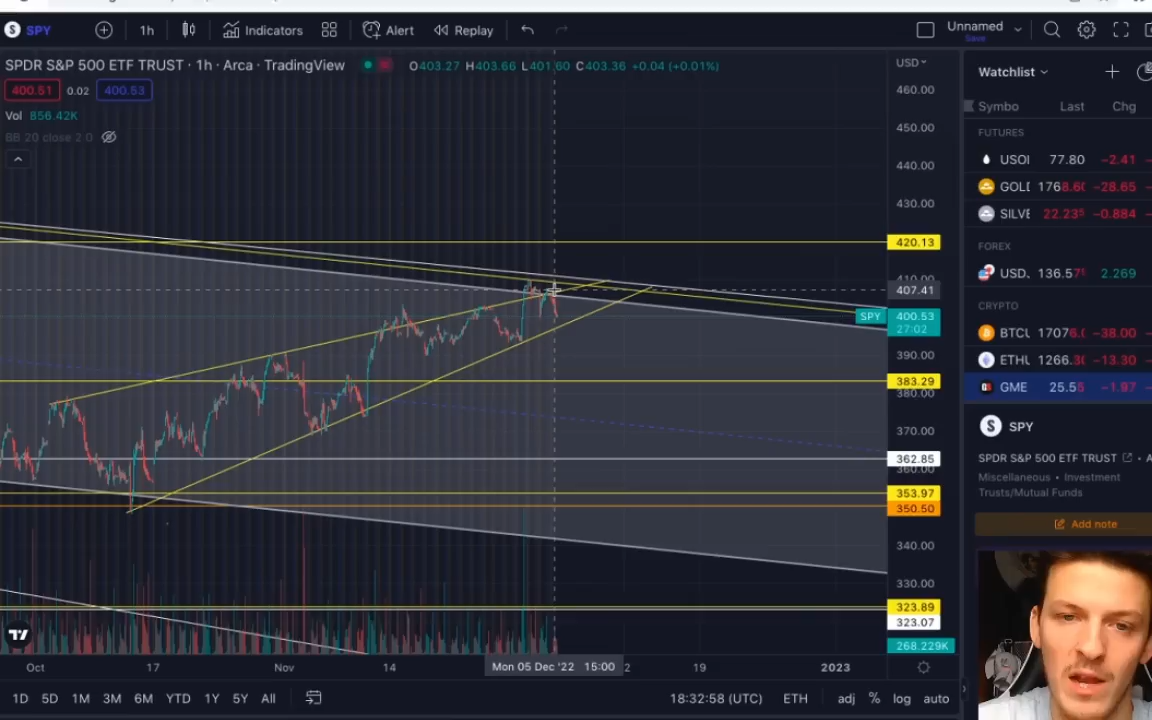 S SPY 1h Indicators Alert Replay Unnamed
Save
SPDR S&P 500 ETF TRUST · 1h · Arca · TradingView O403.27 H403.66 L401.60 C403.36 +0.04 (+0.01%) USD
400.51 0.02 400.53
Vol 856.42K
BB 20 close 2 0
460.00
450.00
440.00
430.00
420.13
410.00
407.41
SPY 400.53
27:02
390.00
383.29
380.00
370.00
362.85
360.00
353.97
350.50
340.00
330.00
323.89
323.07
268.229K
Oct 17 Nov 14 Mon 05 Dec '22 15:00 2 19 2023
1D 5D 1M 3M 6M YTD 1Y 5Y All 18:32:58 (UTC) ETH adj % log auto
Watchlist
Symbo Last Chg
FUTURES
USOI 77.80 −2.41
GOLD 1768.60 −28.65
SILVE 22.235 −0.884
FOREX
USD. 136.571 2.269
CRYPTO
BTCU 17076.0 −38.00
ETHU 1266.30 −13.30
GME 25.55 −1.97
S SPY
SPDR S&P 500 ETF TRUST · A
Miscellaneous • Investment
Trusts/Mutual Funds
Add note